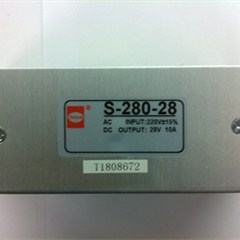 S-280-28
AC INPUT:220V±15%
DC OUTPUT: 28V 10A
T1808672